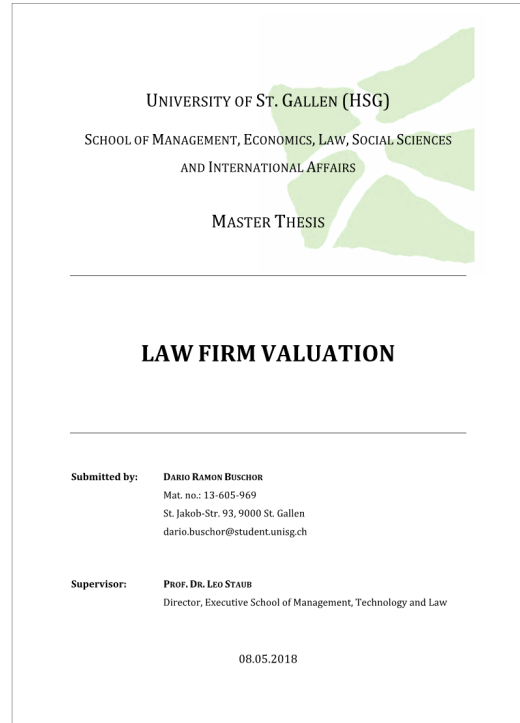 UNIVERSITY OF ST. GALLEN (HSG)
SCHOOL OF MANAGEMENT, ECONOMICS, LAW, SOCIAL SCIENCES
AND INTERNATIONAL AFFAIRS
MASTER THESIS
LAW FIRM VALUATION
Submitted by: DARIO RAMON BUSCHOR
Mat. no.: 13-605-969
St. Jakob-Str. 93, 9000 St. Gallen
dario.buschor@student.unisg.ch
Supervisor: PROF. DR. LEO STAUB
Director, Executive School of Management, Technology and Law
08.05.2018